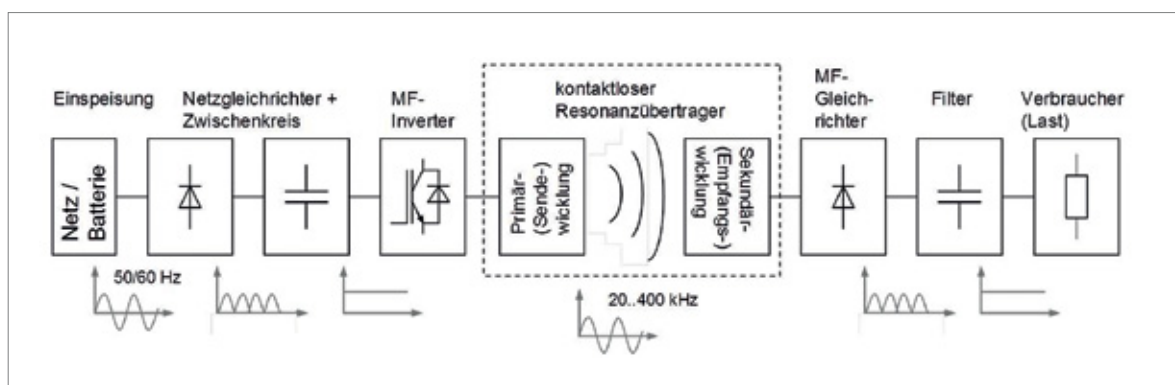 Einspeisung
Netzgleichrichter +
Zwischenkreis
MF-
Inverter
kontaktloser
Resonanzübertrager
MF-
Gleich-
richter
Filter
Verbraucher
(Last)
Netz /
Batterie
Primär-
(Sende-)
wicklung
Sekundär-
(Empfangs-)
wicklung
50/60 Hz
20..400 kHz